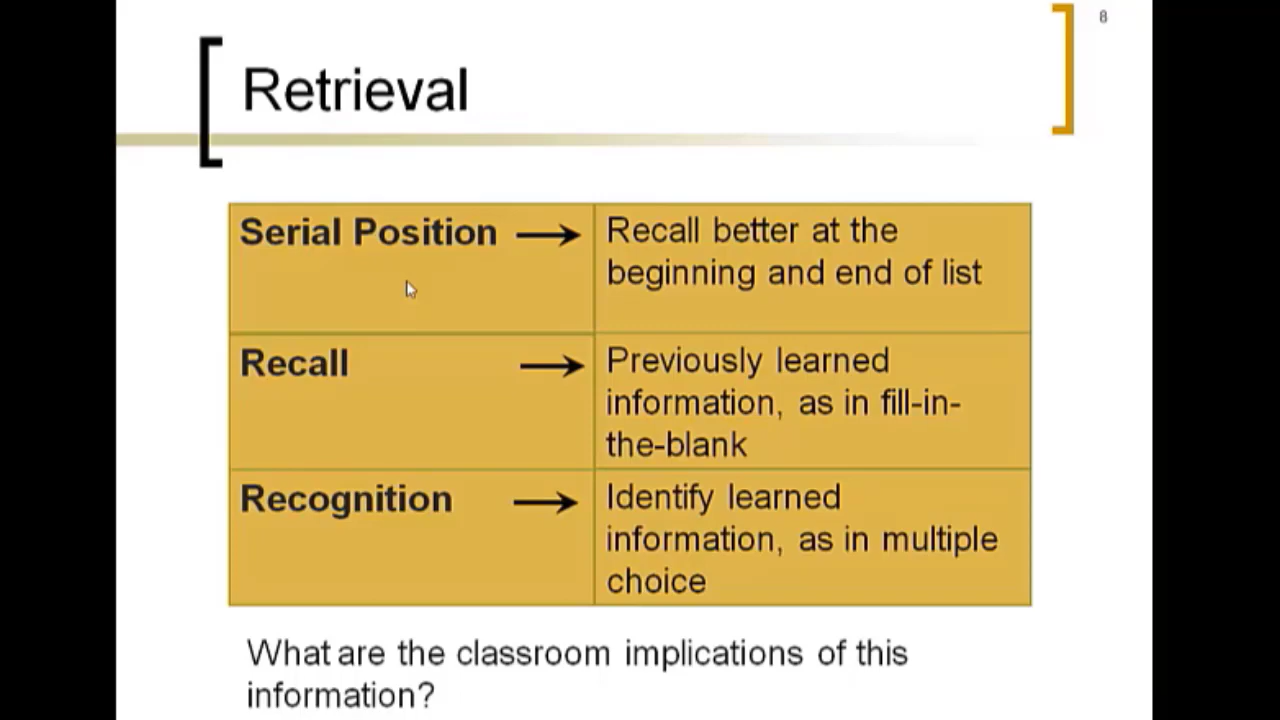 8
Retrieval
Serial Position
Recall better at the
beginning and end of list
Recall
Previously learned
information, as in fill-in-
the-blank
Recognition
Identify learned
information, as in multiple
choice
What are the classroom implications of this
information?